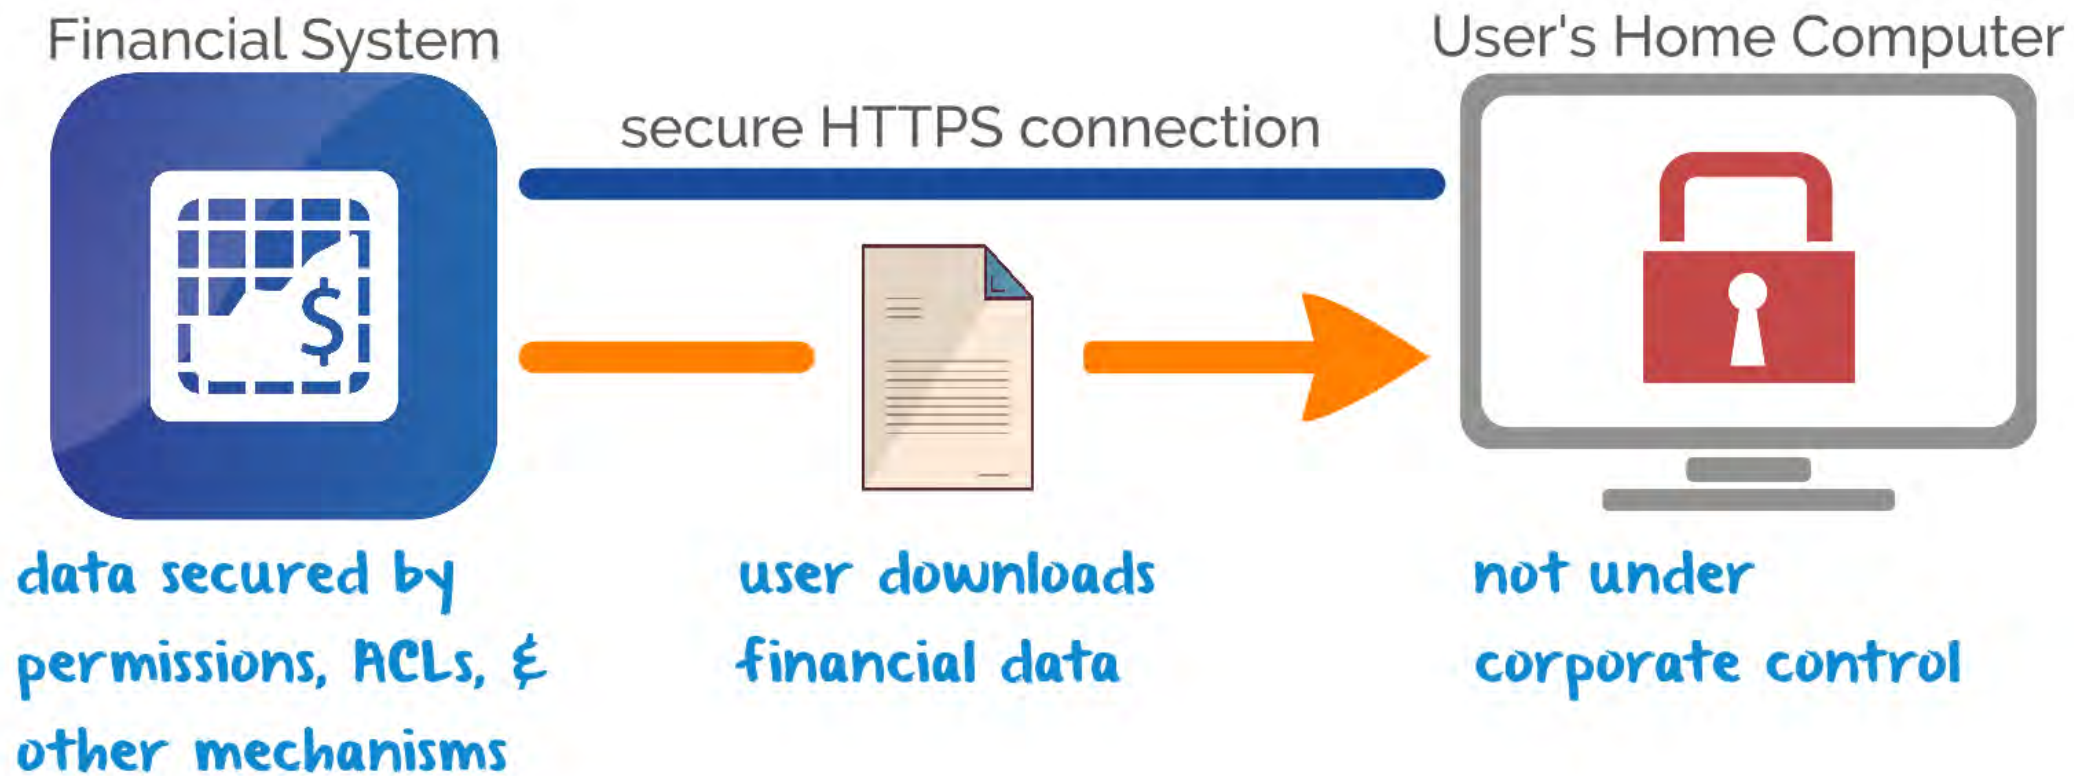 Financial System
User's Home Computer
secure HTTPS connection
$
data secured by
permissions, ACLs, &
other mechanisms
user downloads
financial data
not under
corporate control